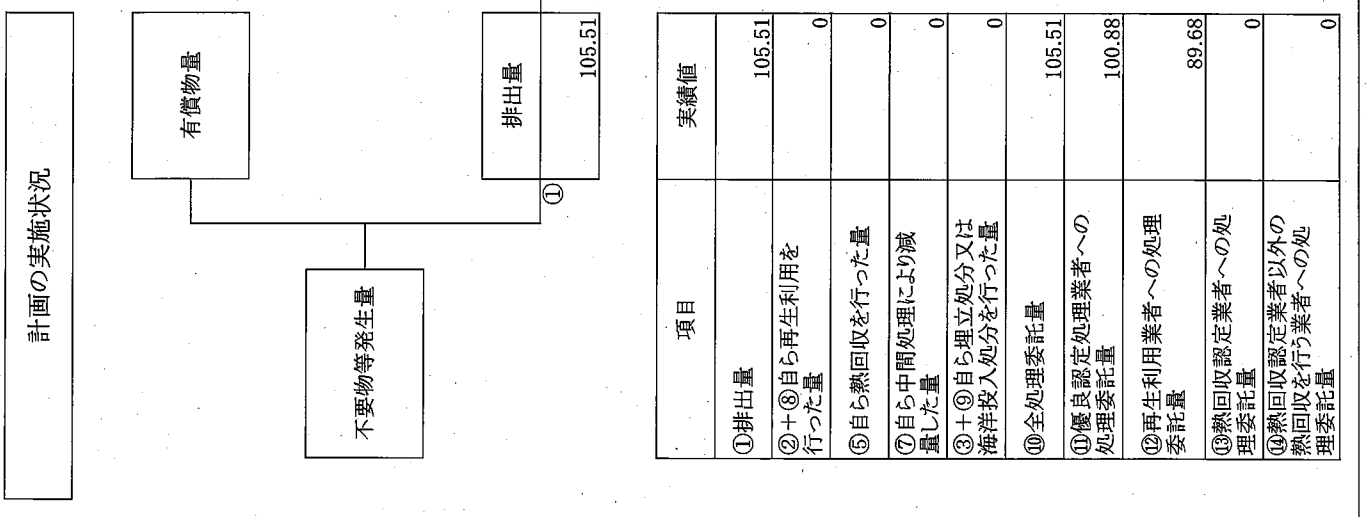 計画の実施状況
有償物量
不要物等発生量
①
排出量
105.51
項目
実績値
①排出量
105.51
②+⑧自ら再生利用を
行った量
0
⑤自ら熱回収を行った量
0
⑦自ら中間処理により減
量した量
0
③+⑨自ら埋立処分又は
海洋投入処分を行った量
0
⑩全処理委託量
105.51
⑪優良認定処理業者への
処理委託量
100.88
⑫再生利用業者への処理
委託量
89.68
⑬熱回収認定業者への処
理委託量
0
⑭熱回収認定業者以外の
熱回収を行う業者への処
理委託量
0